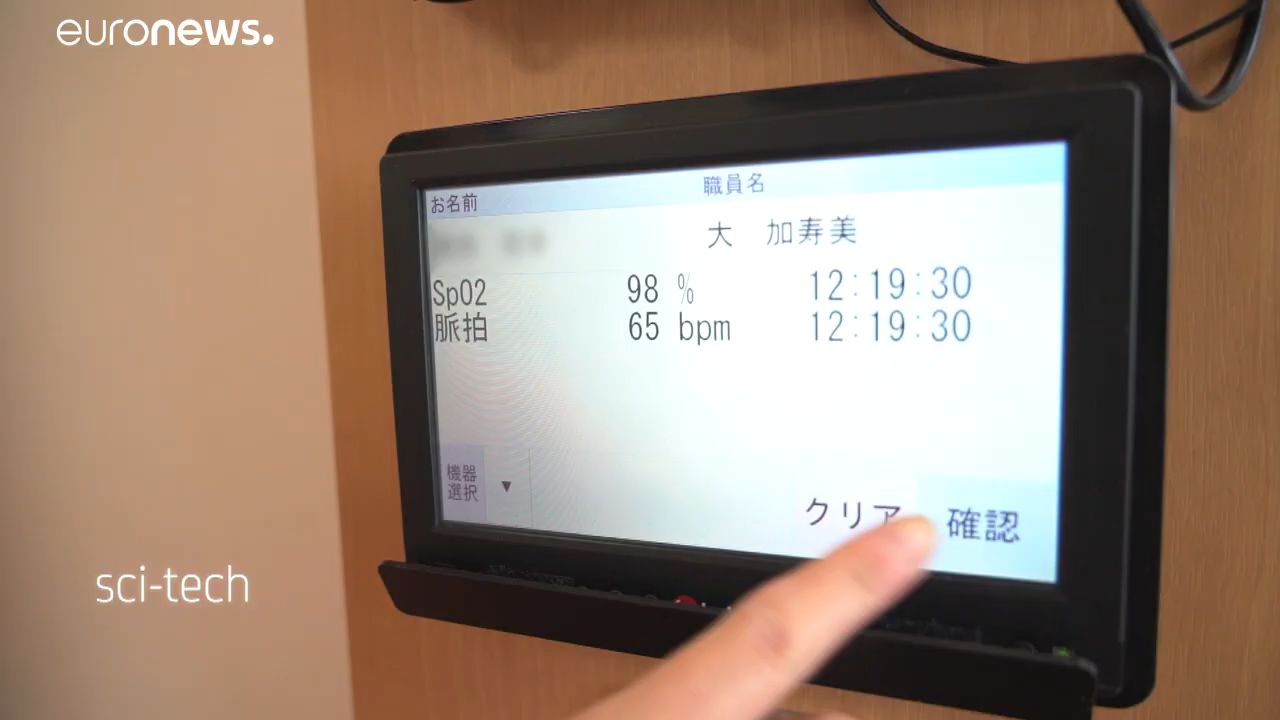 euronews.
職員名
お名前
大 加寿美
SpO2 98 % 12:19:30
脈拍 65 bpm 12:19:30
機器
選択 ▼
クリア 確認
sci-tech